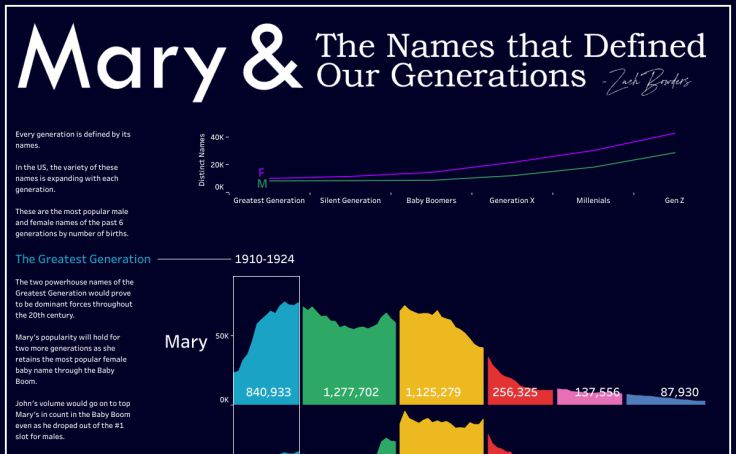 Mary & The Names that Defined
Our Generations
-Zach Bowders
Every generation is defined by its
names.
In the US, the variety of these
names is expanding with each
generation.
These are the most popular male
and female names of the past 6
generations by number of births.
Distinct Names
40K
20K
0K
F
M
Greatest Generation Silent Generation Baby Boomers Generation X Millenials Gen Z
The Greatest Generation 1910-1924
The two powerhouse names of the
Greatest Generation would prove
to be dominant forces throughout
the 20th century.
Mary's popularity will hold for
two more generations as she
retains the most popular female
baby name through the Baby
Boom.
John's volume would go on to top
Mary's in count in the Baby Boom
even as he droped out of the #1
slot for males.
Mary
50K
0K
840,933 1,277,702 1,125,279 256,325 137,556 87,930